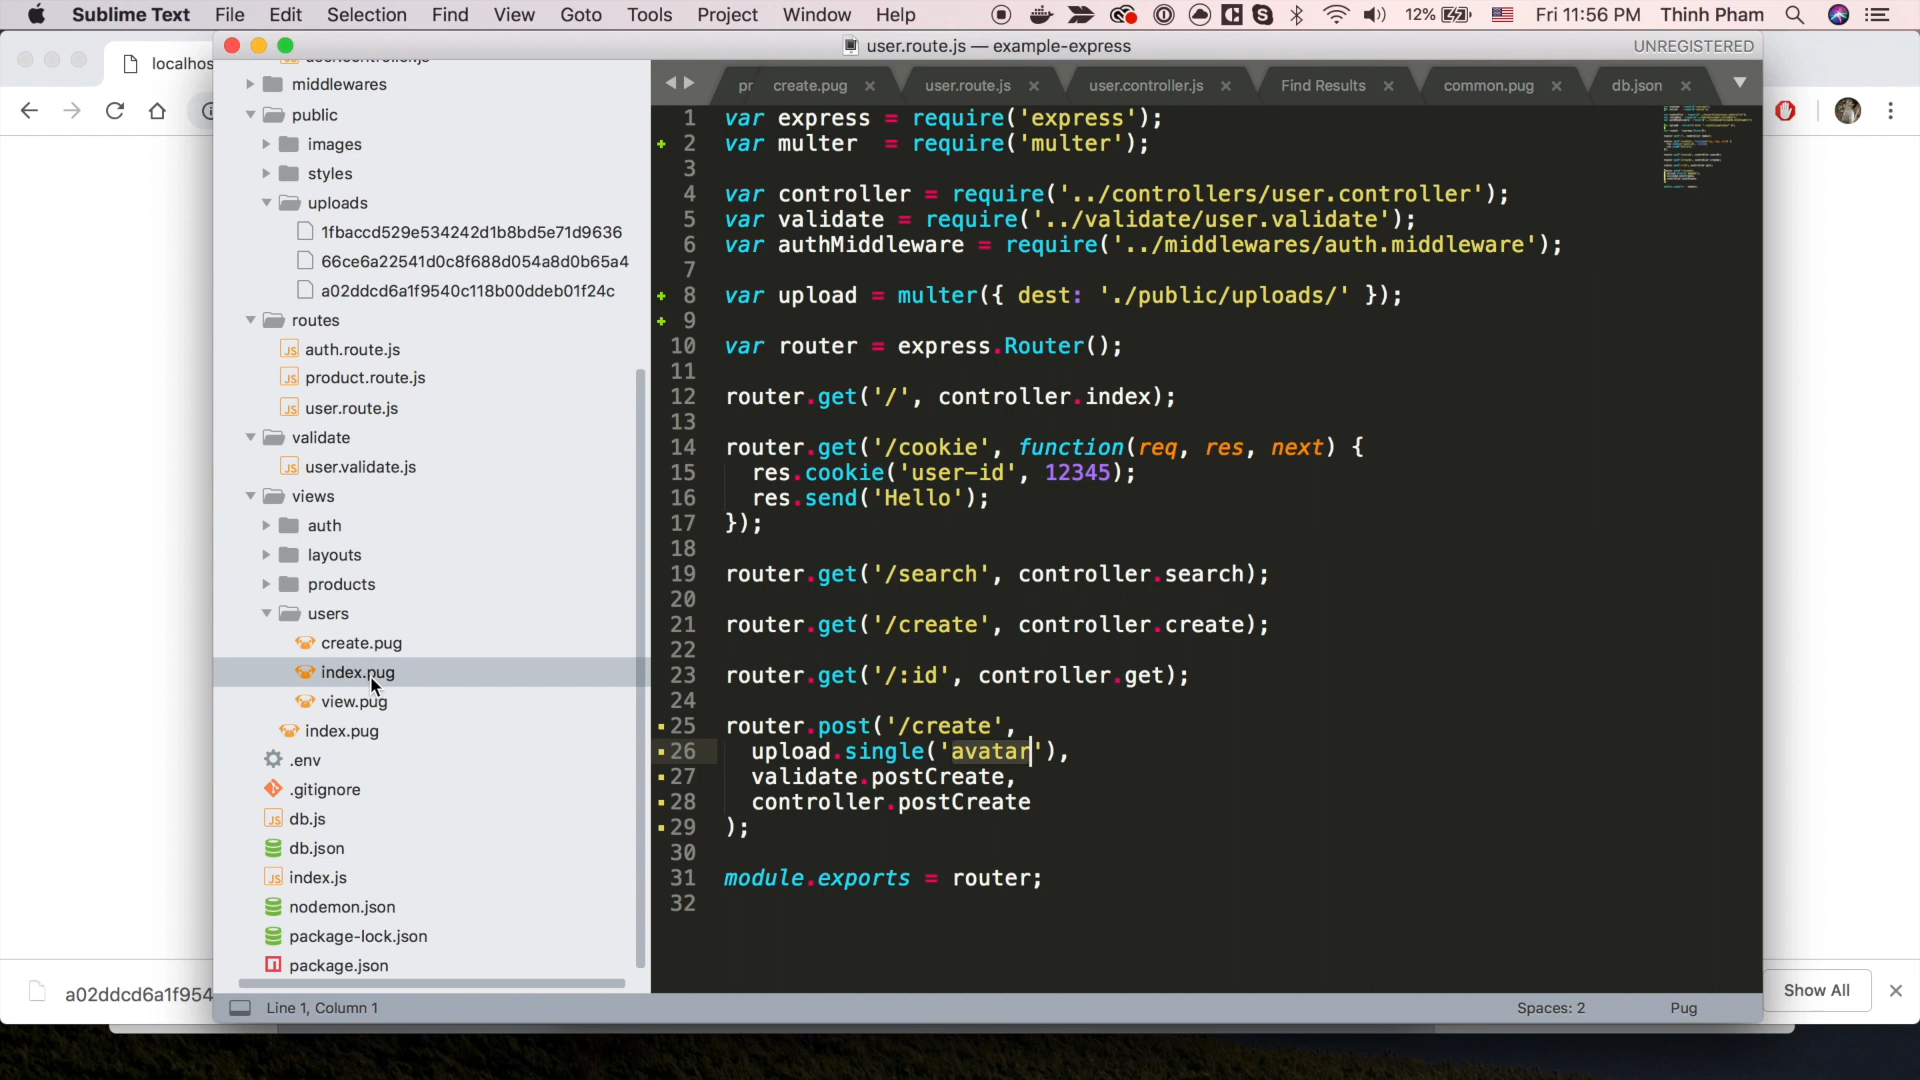 Sublime Text File Edit Selection Find View Goto Tools Project Window Help 12% Fri 11:56 PM Thinh Pham
user.route.js — example-express
UNREGISTERED
localhos
middlewares
public
images
styles
uploads
1fbaccd529e534242d1b8bd5e71d9636
66ce6a22541d0c8f688d054a8d0b65a4
a02ddcd6a1f9540c118b00ddeb01f24c
routes
auth.route.js
product.route.js
user.route.js
validate
user.validate.js
views
auth
layouts
products
users
create.pug
index.pug
view.pug
index.pug
.env
.gitignore
db.js
db.json
index.js
nodemon.json
package-lock.json
package.json
pr create.pug user.route.js user.controller.js Find Results common.pug db.json
1 var express = require('express');
2 var multer  = require('multer');
3
4 var controller = require('../controllers/user.controller');
5 var validate = require('../validate/user.validate');
6 var authMiddleware = require('../middlewares/auth.middleware');
7
8 var upload = multer({ dest: './public/uploads/' });
9
10 var router = express.Router();
11
12 router.get('/', controller.index);
13
14 router.get('/cookie', function(req, res, next) {
15 res.cookie('user-id', 12345);
16 res.send('Hello');
17 });
18
19 router.get('/search', controller.search);
20
21 router.get('/create', controller.create);
22
23 router.get('/:id', controller.get);
24
25 router.post('/create',
26 upload.single('avatar'),
27 validate.postCreate,
28 controller.postCreate
29 );
30
31 module.exports = router;
32
a02ddcd6a1f954
Show All
Line 1, Column 1
Spaces: 2
Pug